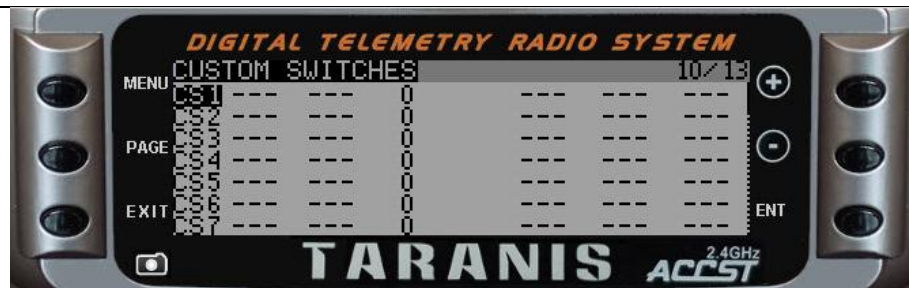 DIGITAL TELEMETRY RADIO SYSTEM
MENU
PAGE
EXIT
CUSTOM SWITCHES 10/13
CS1 --- --- 0 --- --- ---
CS2 --- --- 0 --- --- ---
CS3 --- --- 0 --- --- ---
CS4 --- --- 0 --- --- ---
CS5 --- --- 0 --- --- ---
CS6 --- --- 0 --- --- ---
CS7 --- --- 0 --- --- ---
+
-
ENT
TARANIS 2.4GHz ACCST